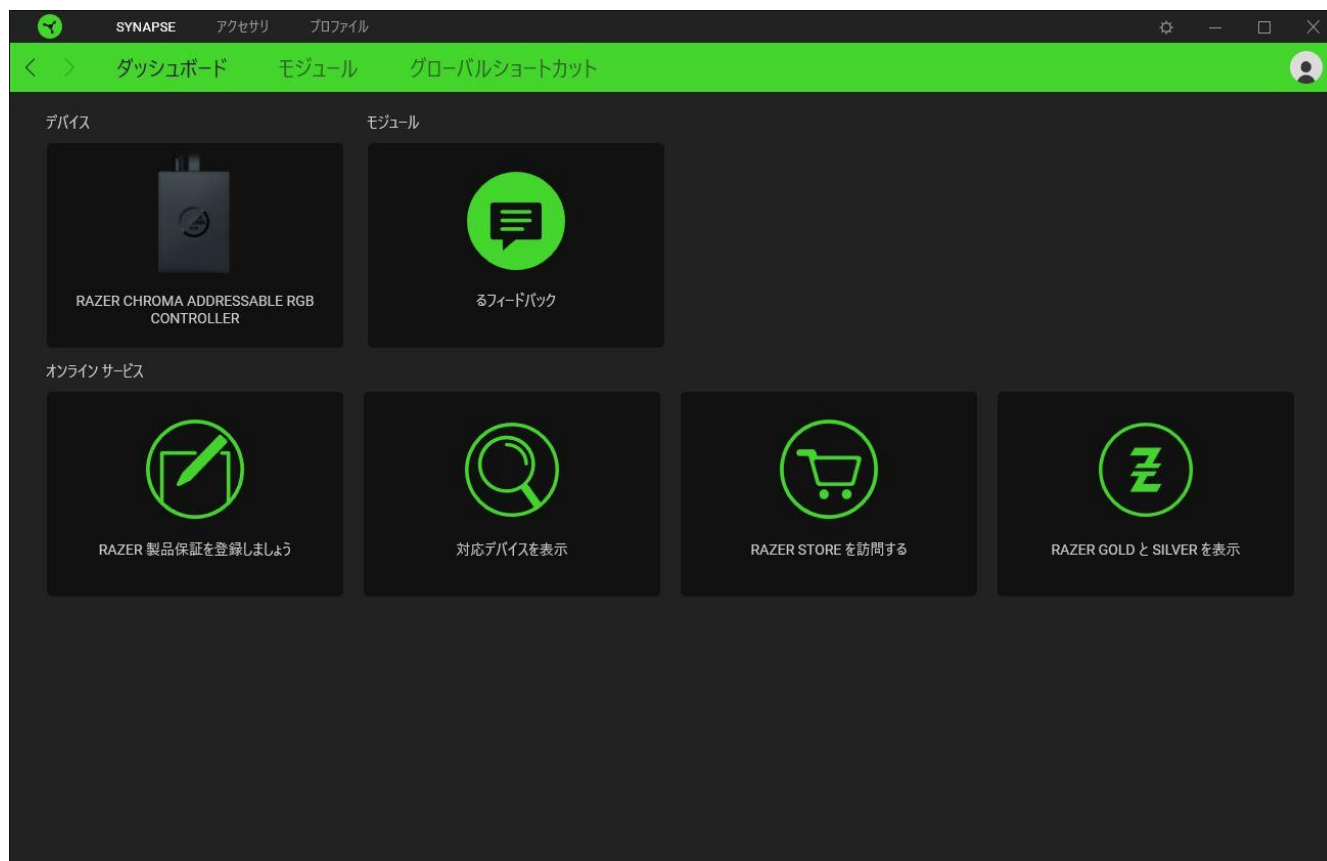 SYNAPSE アクセサリ プロファイル
ダッシュボード モジュール グローバルショートカット
デバイス モジュール
RAZER CHROMA ADDRESSABLE RGB
CONTROLLER
るフィードバック
オンライン サービス
RAZER 製品保証を登録しましょう
対応デバイスを表示
RAZER STORE を訪問する
RAZER GOLD と SILVER を表示